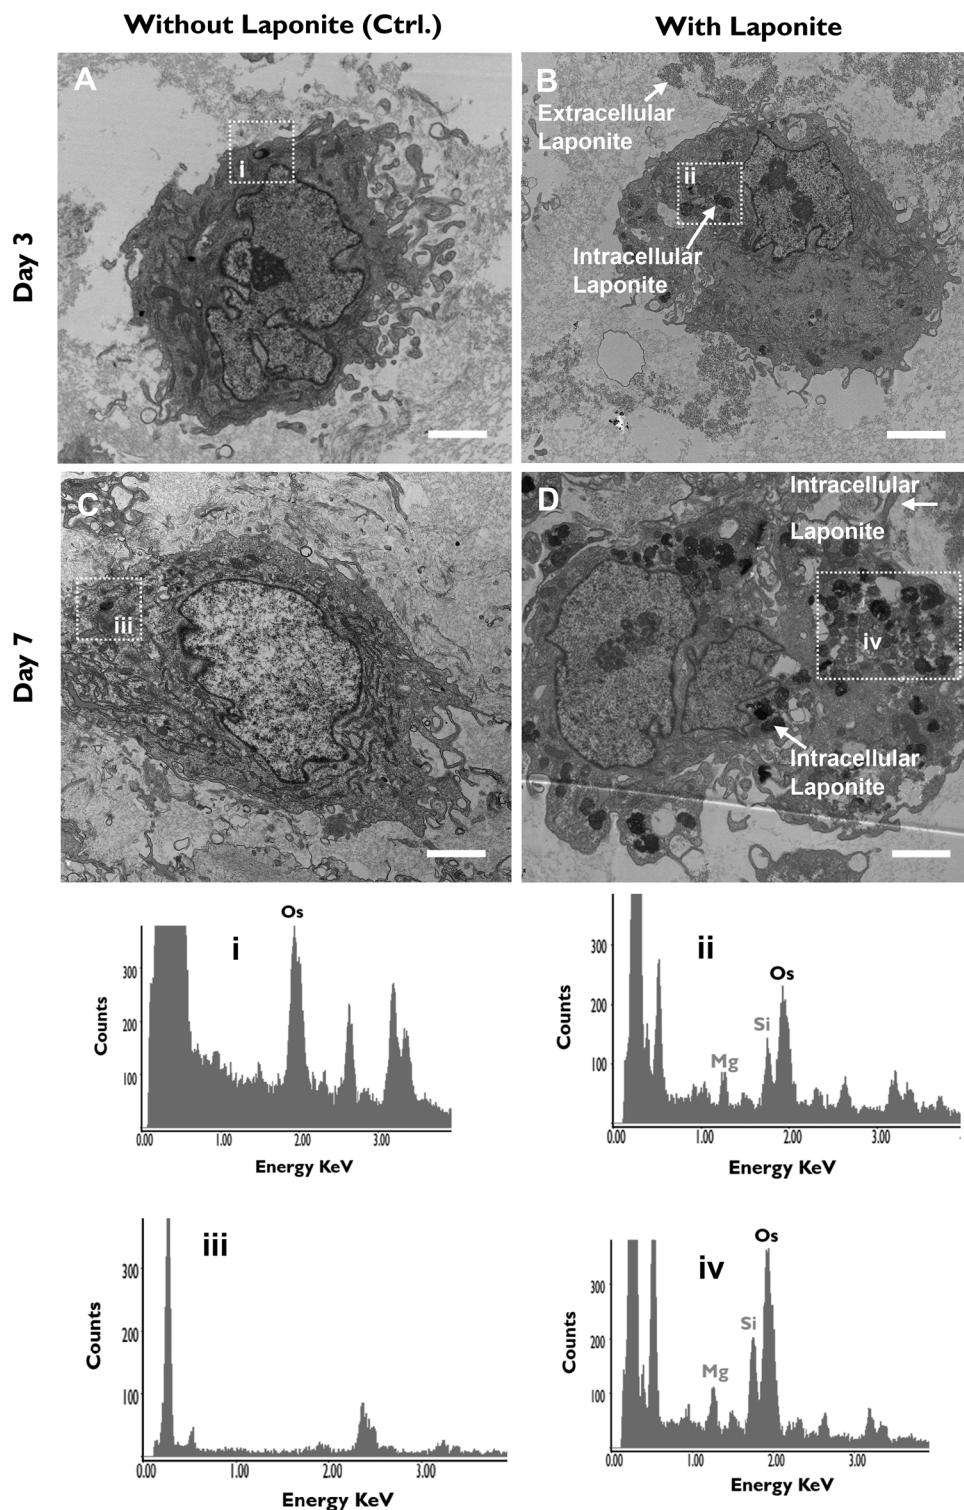 Without Laponite (Ctrl.)
With Laponite
Day 3
A
i
B
Extracellular
Laponite
ii
Intracellular
Laponite
Day 7
C
iii
D
Intracellular
Laponite
iv
Intracellular
Laponite
i
Os
Counts
300
200
100
0.00 1.00 2.00 3.00
Energy KeV
ii
Os
Si
Mg
Counts
300
200
100
0.00 1.00 2.00 3.00
Energy KeV
iii
Counts
300
200
100
0.00 1.00 2.00 3.00
Energy KeV
iv
Os
Si
Mg
Counts
300
200
100
0.00 1.00 2.00 3.00
Energy KeV